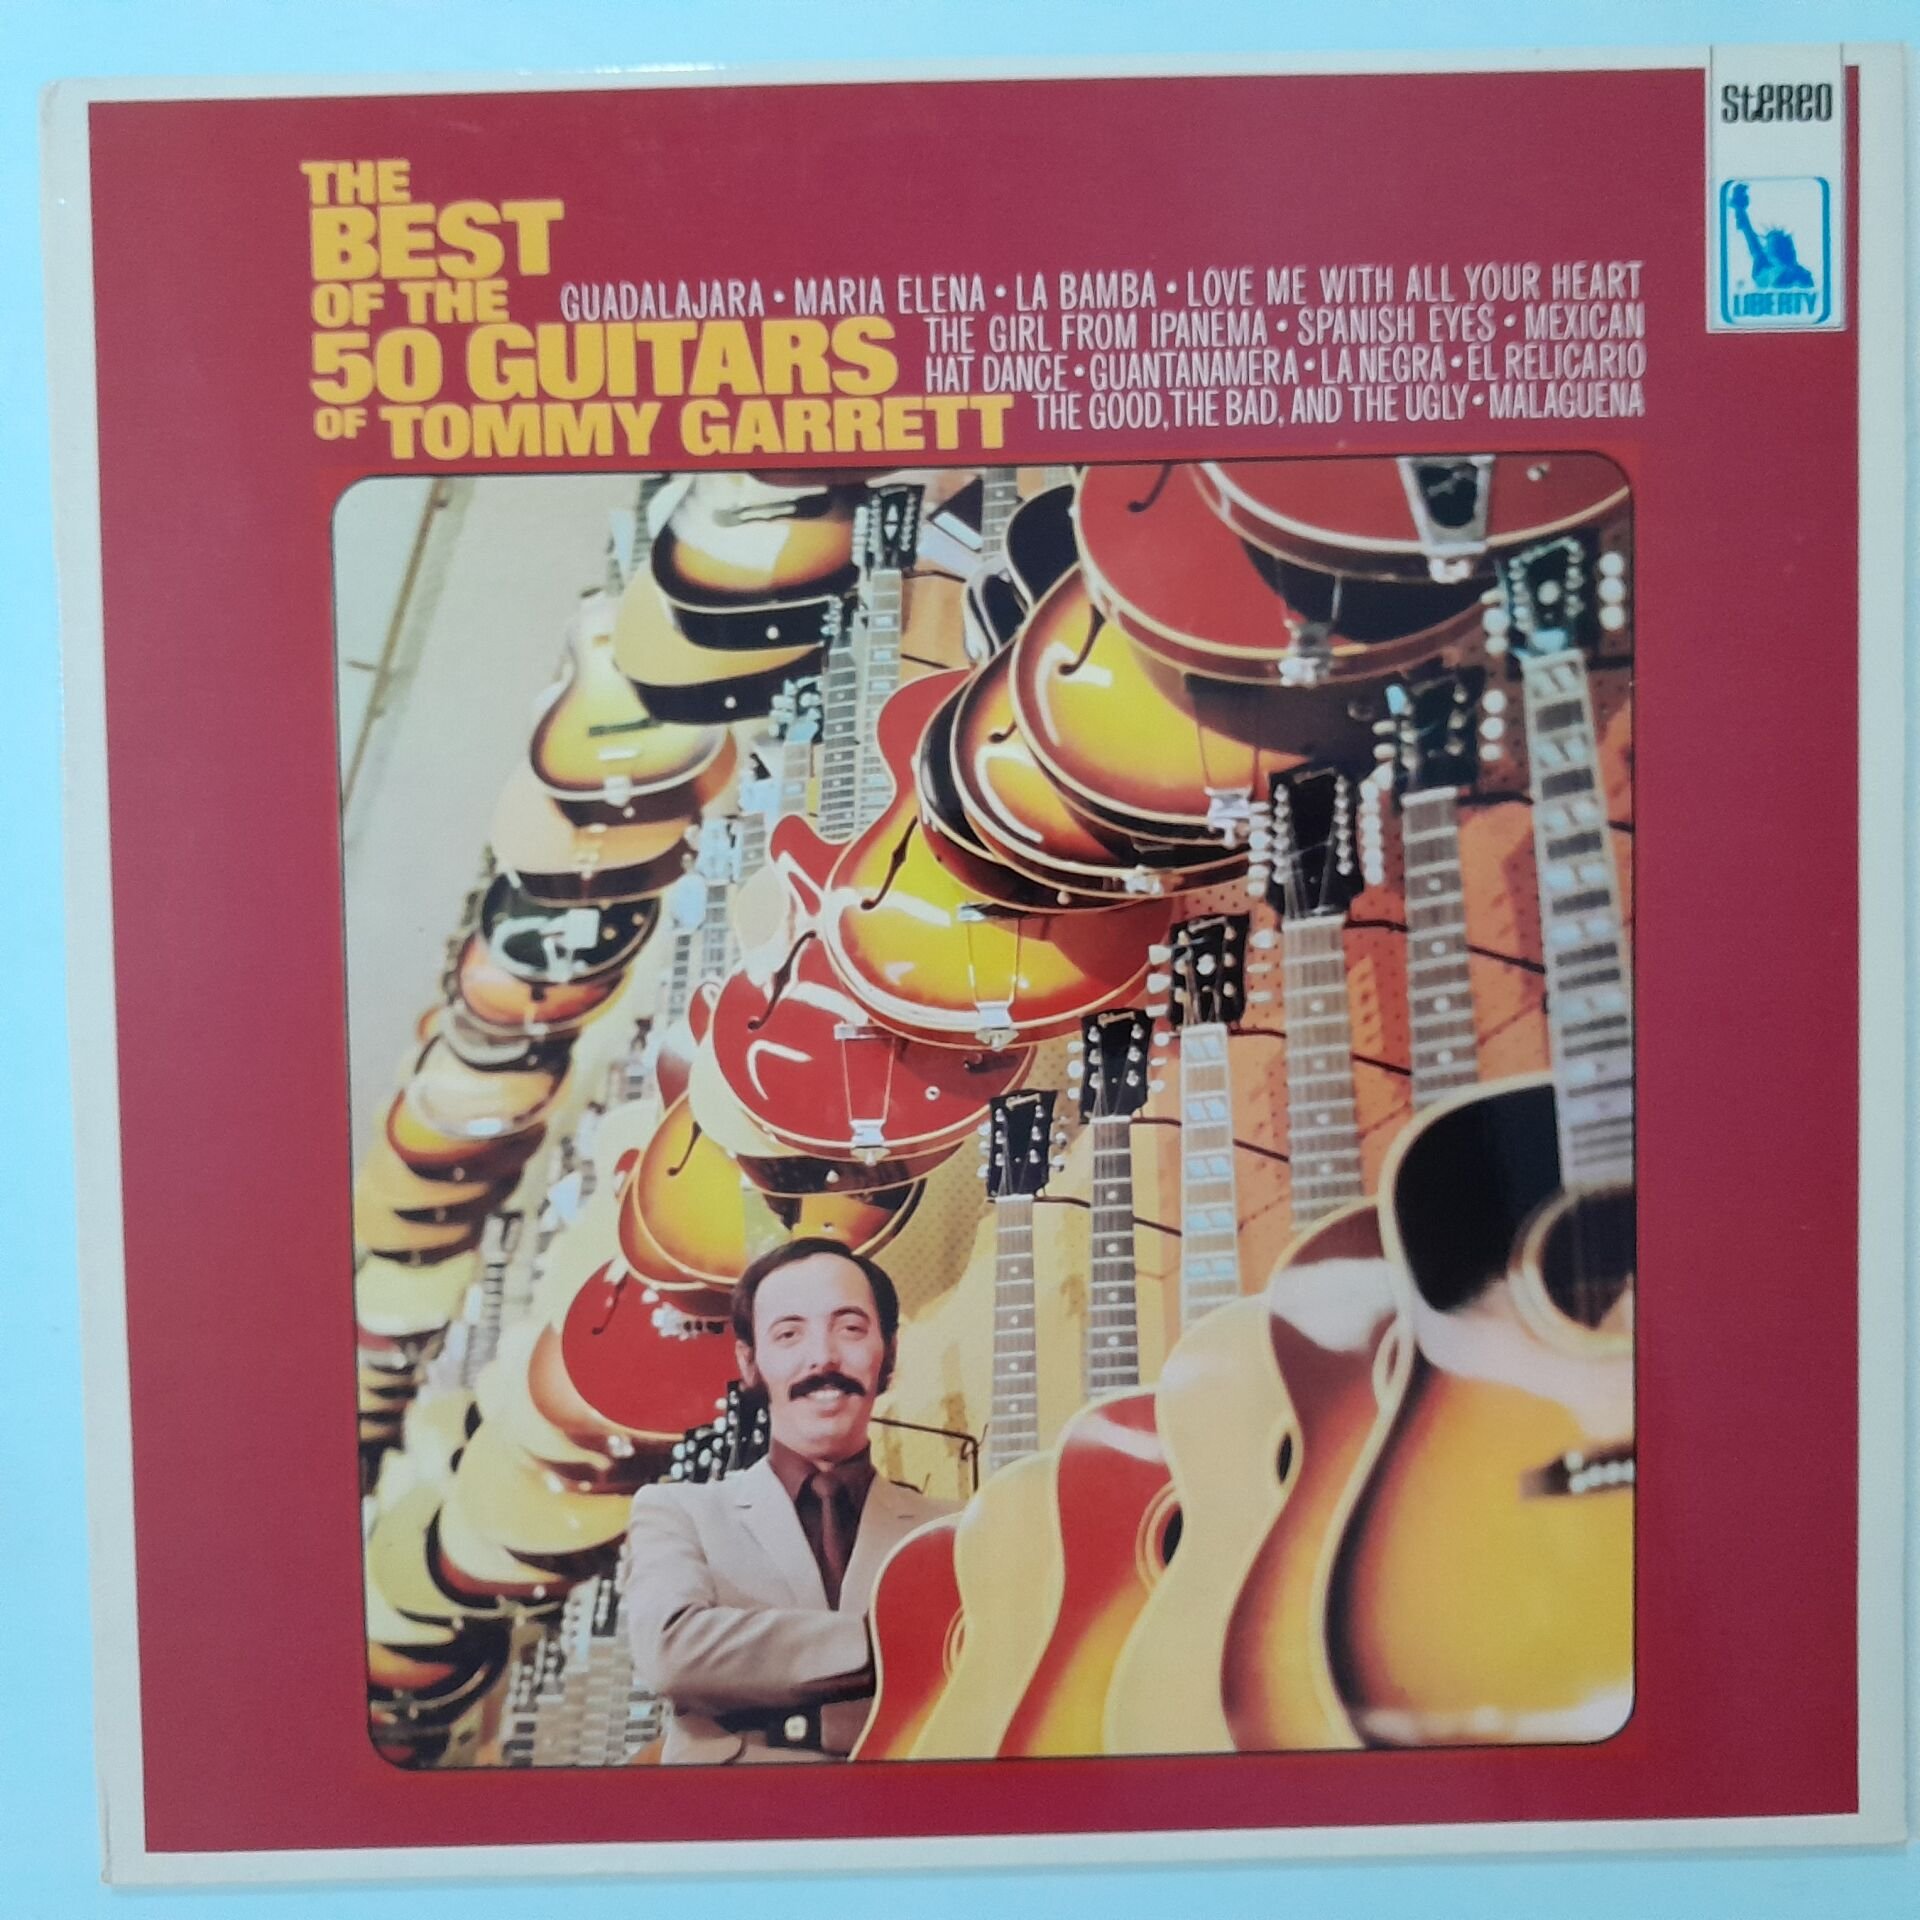 THE
BEST
OF THE
50 GUITARS
OF TOMMY GARRETT
GUADALAJARA • MARIA ELENA • LA BAMBA • LOVE ME WITH ALL YOUR HEART
THE GIRL FROM IPANEMA • SPANISH EYES • MEXICAN
HAT DANCE • GUANTANAMERA • LA NEGRA • EL RELICARIO
THE GOOD, THE BAD, AND THE UGLY • MALAGUENA
Stereo
LIBERTY
Gibson
Gibson